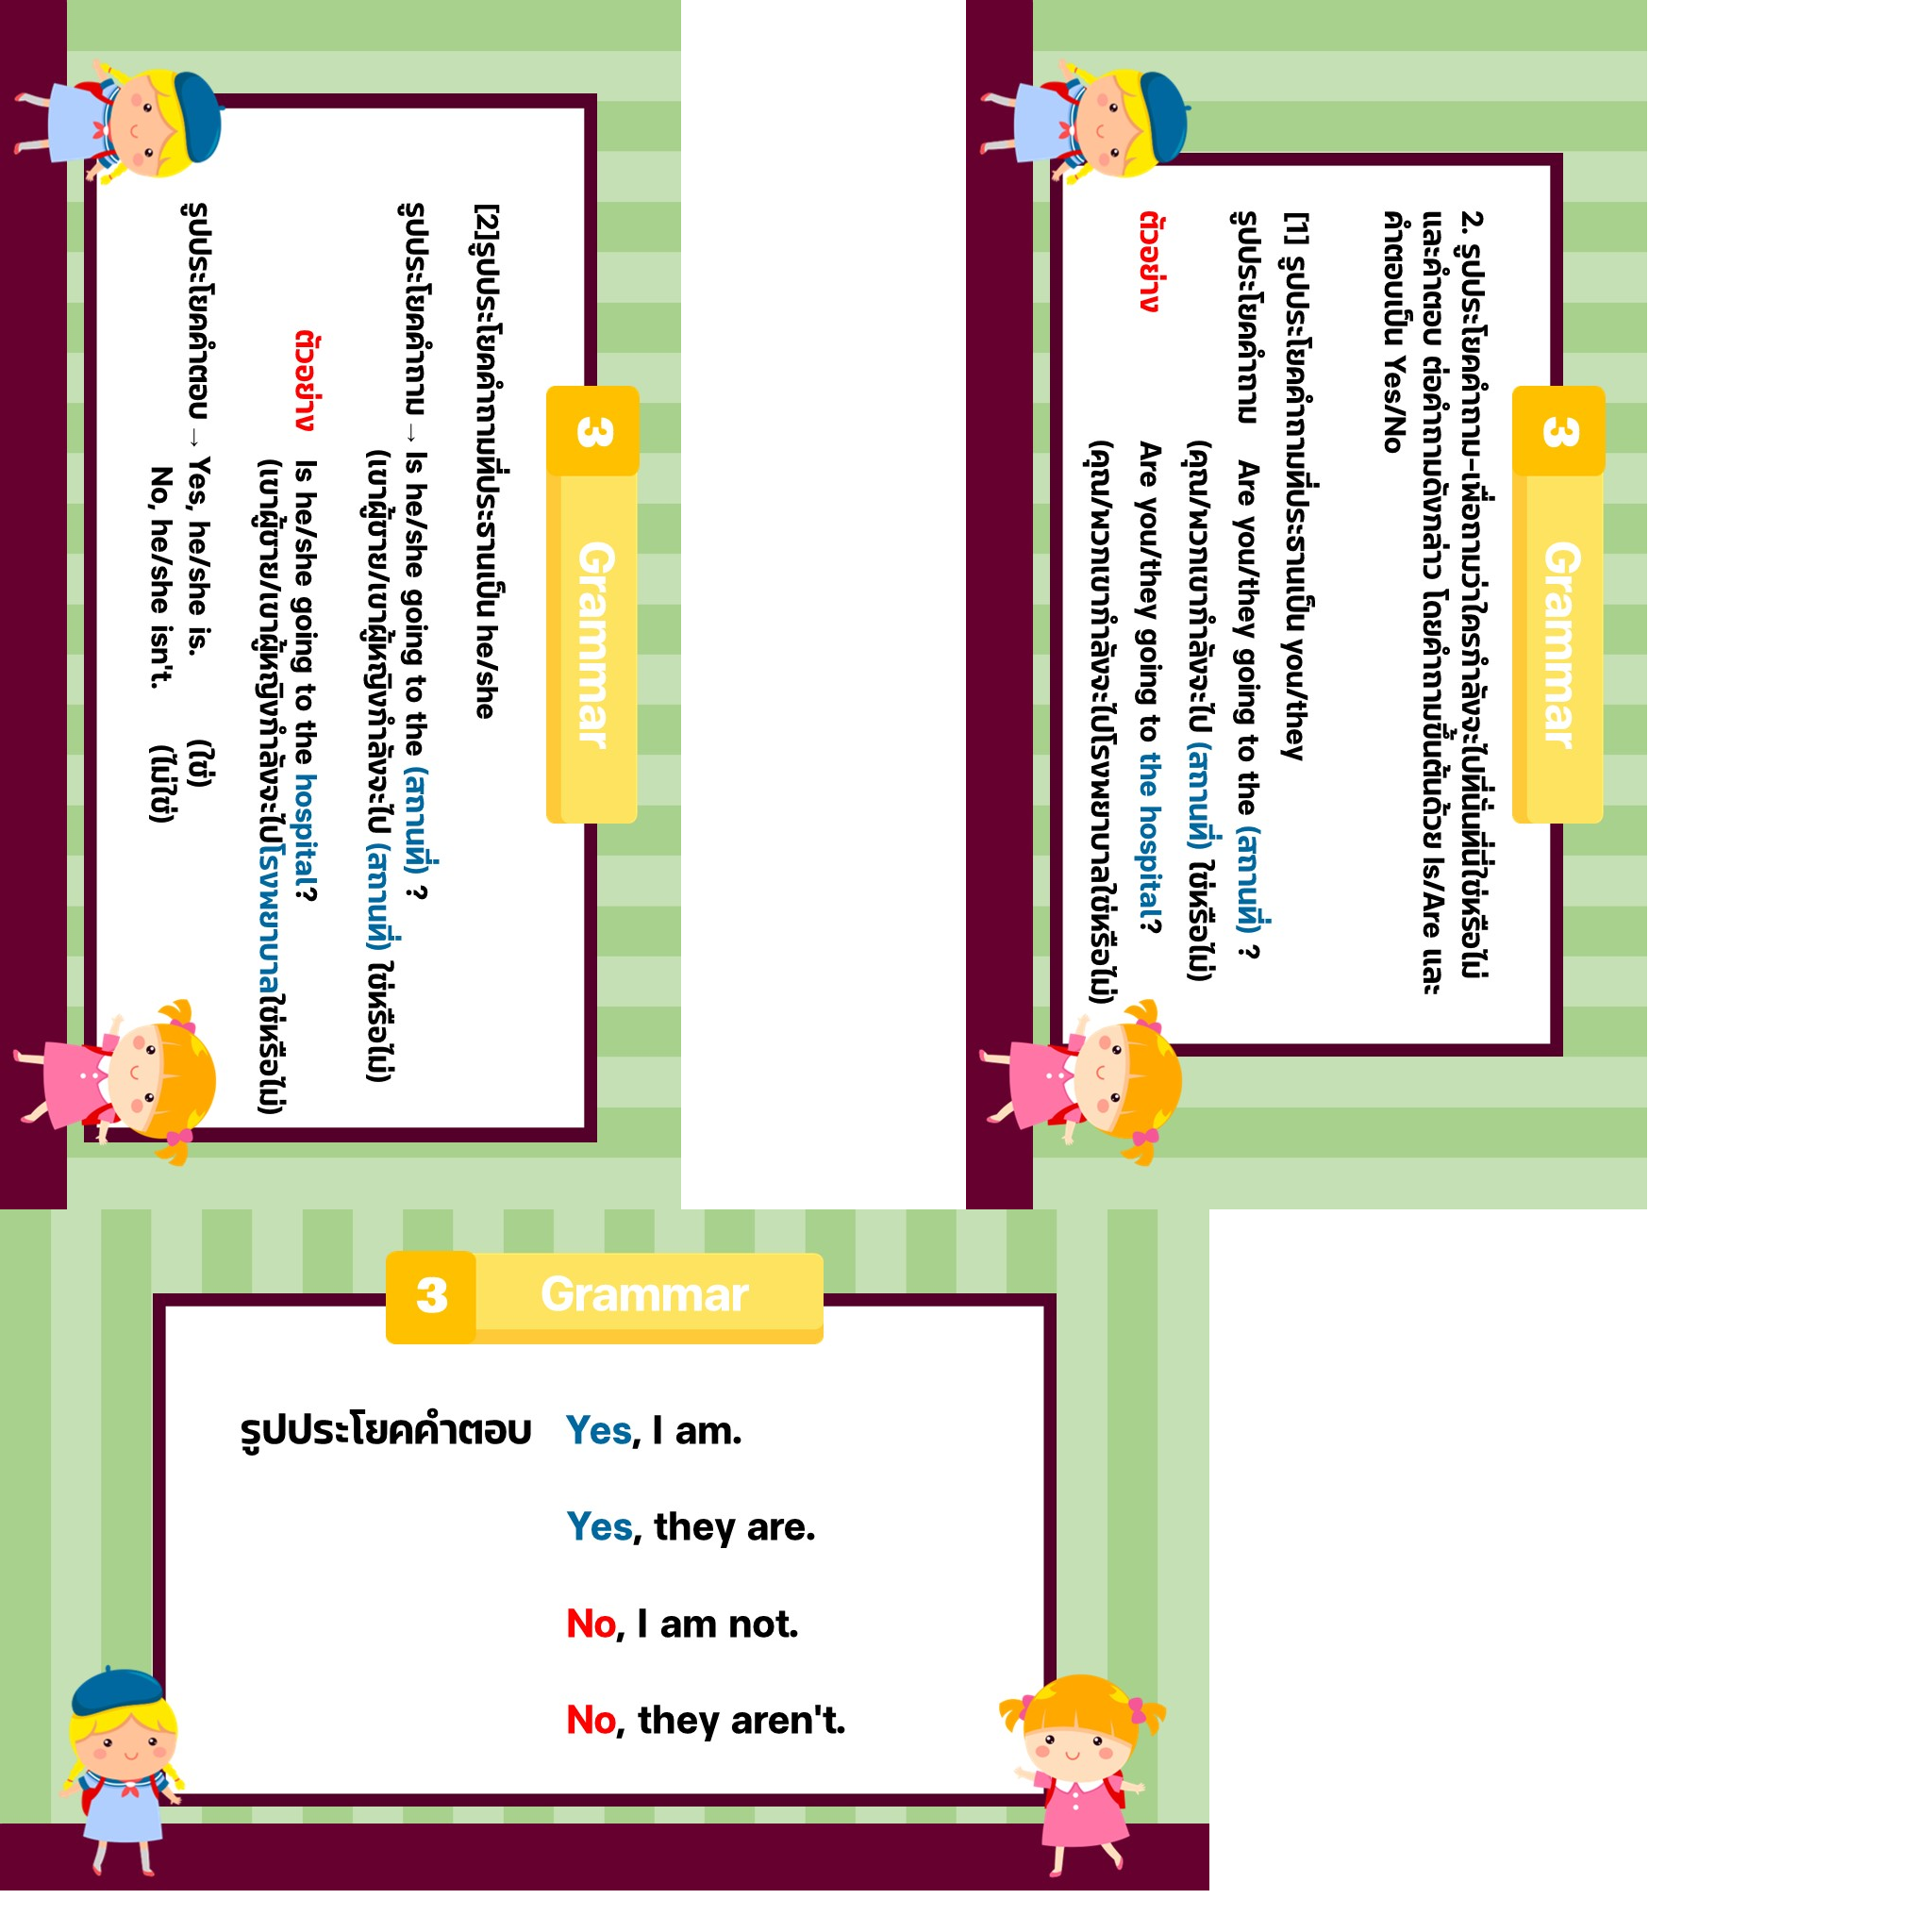 3 Grammar
2. รูปประโยคคำถาม-เพื่อถามว่าใครกำลังจะไปที่นั่นที่นี่ใช่หรือไม่
และคำตอบ ต่อคำถามดังกล่าว โดยคำถามขึ้นต้นด้วย Is/Are และ
คำตอบเป็น Yes/No
[1] รูปประโยคคำถามที่ประธานเป็น you/they
รูปประโยคคำถาม Are you/they going to the (สถานที่) ?
(คุณ/พวกเขากำลังจะไป (สถานที่) ใช่หรือไม่)
ตัวอย่าง Are you/they going to the hospital?
(คุณ/พวกเขากำลังจะไปโรงพยาบาลใช่หรือไม่)
3 Grammar
[2]รูปประโยคคำถามที่ประธานเป็น he/she
รูปประโยคคำถาม → Is he/she going to the (สถานที่) ?
(เขาผู้ชาย/เขาผู้หญิงกำลังจะไป (สถานที่) ใช่หรือไม่)
ตัวอย่าง Is he/she going to the hospital?
(เขาผู้ชาย/เขาผู้หญิงกำลังจะไปโรงพยาบาลใช่หรือไม่)
รูปประโยคคำตอบ → Yes, he/she is. (ใช่)
No, he/she isn't. (ไม่ใช่)
3 Grammar
รูปประโยคคำตอบ Yes, I am.
Yes, they are.
No, I am not.
No, they aren't.